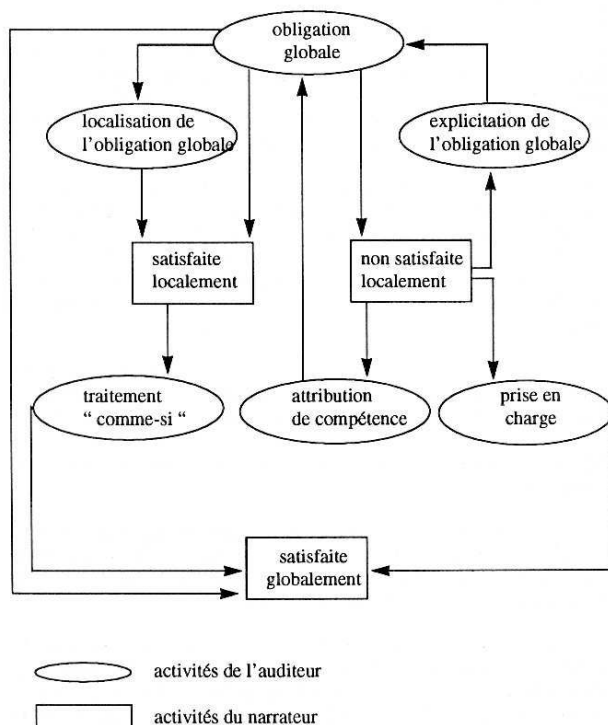 obligation
globale
localisation de
l'obligation globale
explicitation de
l'obligation globale
satisfaite
localement
non satisfaite
localement
traitement
“ comme-si “
attribution
de compétence
prise en
charge
satisfaite
globalement
activités de l'auditeur
activités du narrateur